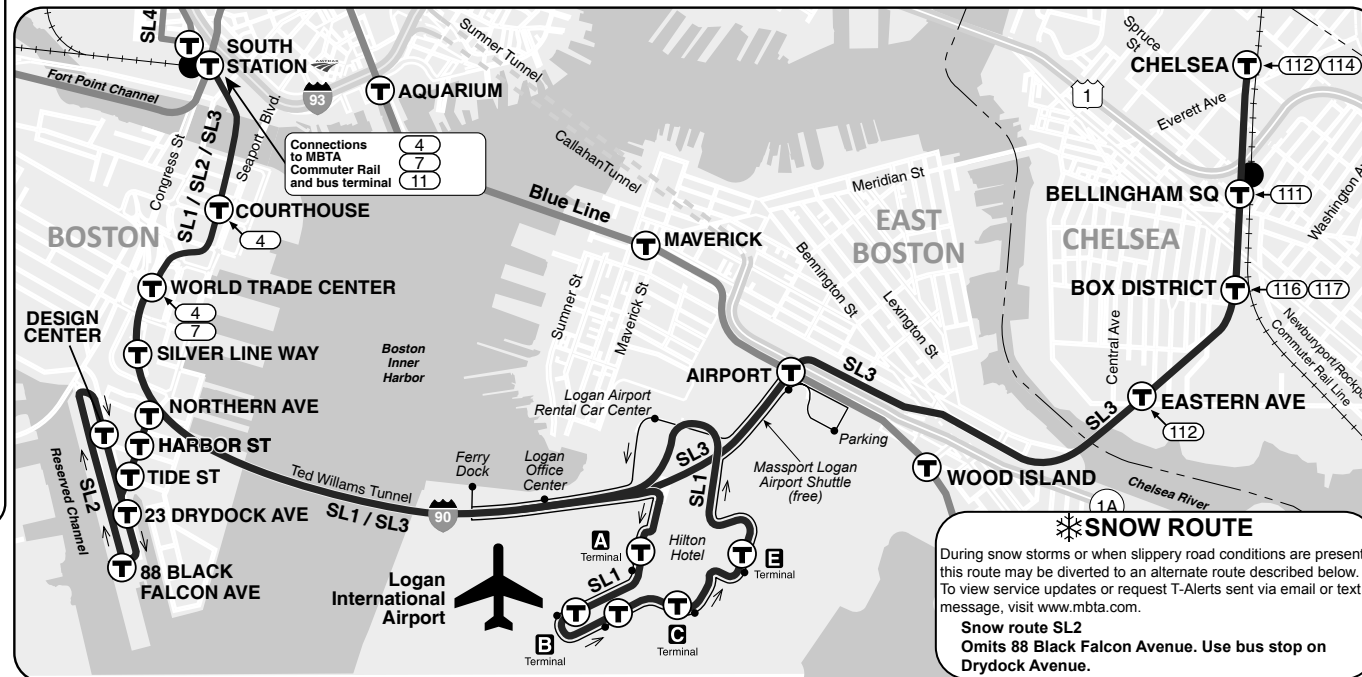 SL4
SOUTH
STATION
AMTRAK
Fort Point Channel
93
AQUARIUM
Sumner Tunnel
Callahan Tunnel
Connections
to MBTA
Commuter Rail
and bus terminal
4
7
11
Congress St
Seaport Blvd.
SL1 / SL2 / SL3
COURTHOUSE
4
BOSTON
WORLD TRADE CENTER
4
7
DESIGN
CENTER
SILVER LINE WAY
NORTHERN AVE
HARBOR ST
TIDE ST
23 DRYDOCK AVE
88 BLACK
FALCON AVE
SL2
Reserved Channel
Boston
Inner
Harbor
Blue Line
MAVERICK
Sumner St
Maverick St
Meridian St
EAST
BOSTON
Bennington St
Lexington St
AIRPORT
SL3
Logan Airport
Rental Car Center
Parking
Massport Logan
Airport Shuttle
(free)
Ferry
Dock
Logan
Office
Center
SL3
SL1
Ted Willams Tunnel
SL1 / SL3
90
Logan
International
Airport
A
Terminal
Hilton
Hotel
E
Terminal
SL1
B
Terminal
C
Terminal
WOOD ISLAND
1A
Chelsea River
Spruce
St
CHELSEA
112
114
1
Everett Ave
BELLINGHAM SQ
111
CHELSEA
BOX DISTRICT
116
117
Central Ave
Newburyport/Rockp
Commuter Rail Line
SL3
EASTERN AVE
112
SNOW ROUTE
During snow storms or when slippery road conditions are present
this route may be diverted to an alternate route described below.
To view service updates or request T-Alerts sent via email or text
message, visit www.mbta.com.
Snow route SL2
Omits 88 Black Falcon Avenue. Use bus stop on
Drydock Avenue.